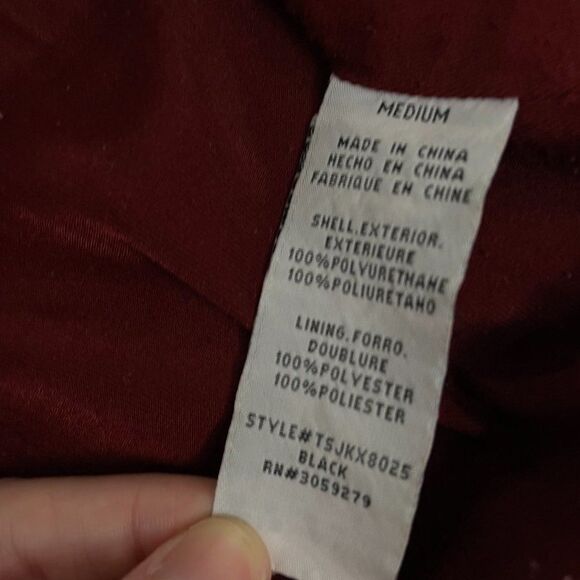 MEDIUM
MADE IN CHINA
HECHO EN CHINA
FABRIQUE EN CHINE
SHELL.EXTERIOR.
EXTERIEURE
100%POLYURETHANE
100%POLIURETANO
LINING.FORRO.
DOUBLURE
100%POLYESTER
100%POLIESTER
STYLE#TSJKX8025
BLACK
RN#3059279